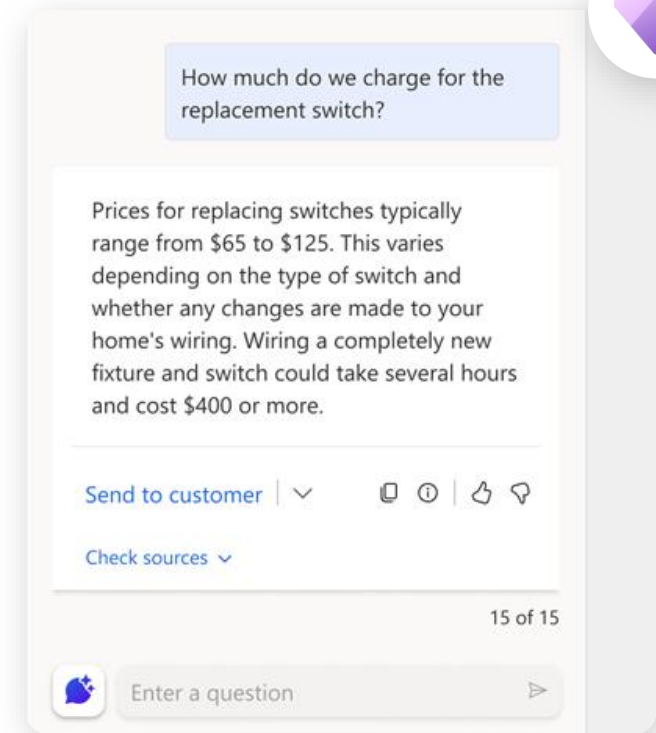 How much do we charge for the
replacement switch?
Prices for replacing switches typically
range from $65 to $125. This varies
depending on the type of switch and
whether any changes are made to your
home's wiring. Wiring a completely new
fixture and switch could take several hours
and cost $400 or more.
Send to customer
Check sources
15 of 15
Enter a question